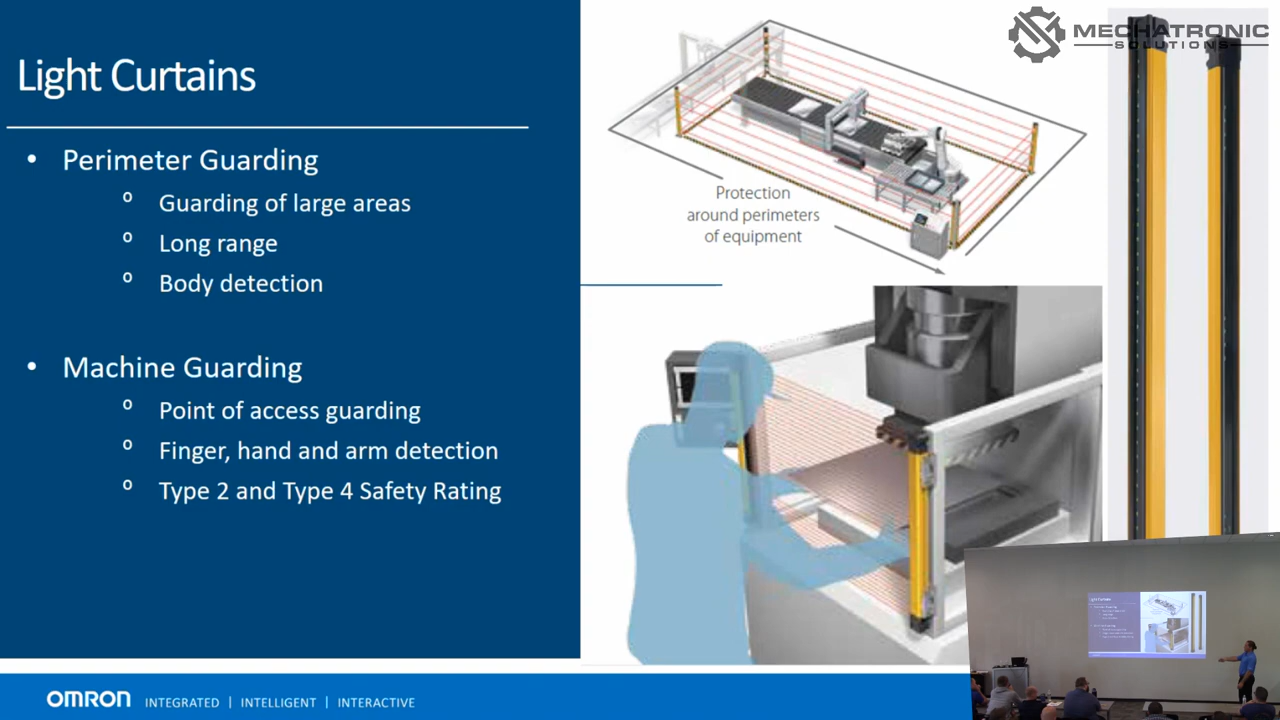 Light Curtains
• Perimeter Guarding
o Guarding of large areas
o Long range
o Body detection
• Machine Guarding
o Point of access guarding
o Finger, hand and arm detection
o Type 2 and Type 4 Safety Rating
Protection
around perimeters
of equipment
MECHATRONIC
SOLUTIONS
OMRON INTEGRATED | INTELLIGENT | INTERACTIVE
Light Curtains